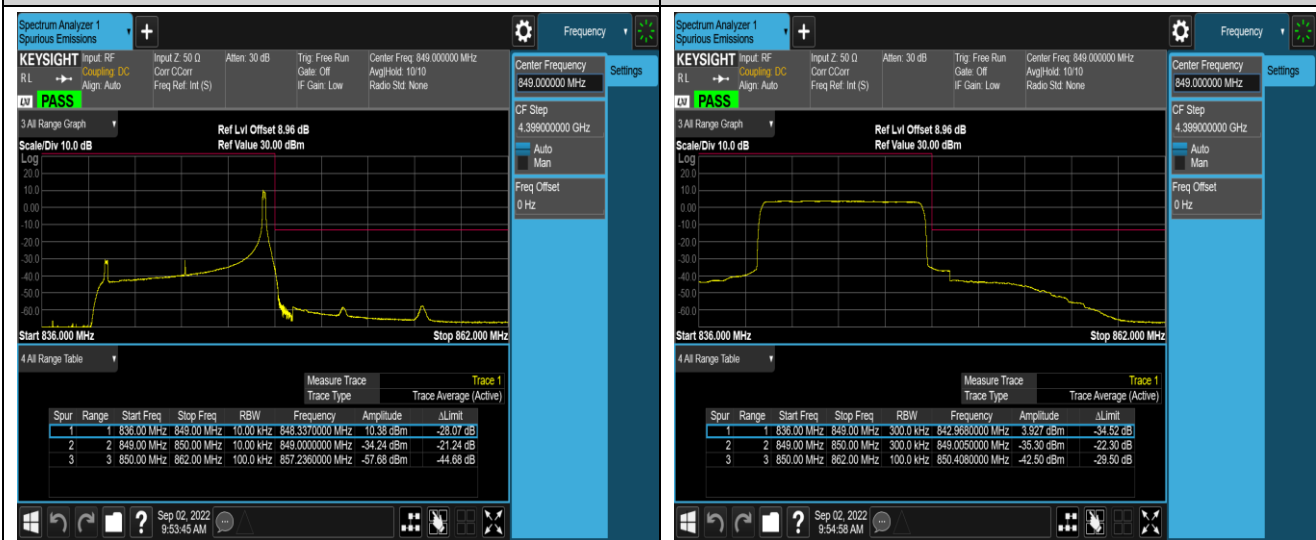 Spectrum Analyzer 1
Spurious Emissions
Frequency
KEYSIGHT Input: RF Input Z: 50 Ω Atten: 30 dB Trig: Free Run Center Freq: 849.000000 MHz
R L Coupling: DC Corr CCorr Gate: Off Avg|Hold: 10/10
Align: Auto Freq Ref: Int (S) IF Gain: Low Radio Std: None
LXI PASS
3 All Range Graph
Ref Lvl Offset 8.96 dB
Scale/Div 10.0 dB Ref Value 30.00 dBm
Log
20.0
10.0
0.00
-10.0
-20.0
-30.0
-40.0
-50.0
-60.0
Start 836.000 MHz Stop 862.000 MHz
4 All Range Table
Measure Trace Trace 1
Trace Type Trace Average (Active)
Spur Range Start Freq Stop Freq RBW Frequency Amplitude ΔLimit
1 1 836.00 MHz 849.00 MHz 10.00 kHz 848.3370000 MHz 10.38 dBm -28.07 dB
2 2 849.00 MHz 850.00 MHz 10.00 kHz 849.0000000 MHz -34.24 dBm -21.24 dB
3 3 850.00 MHz 862.00 MHz 100.0 kHz 857.2360000 MHz -57.68 dBm -44.68 dB
Sep 02, 2022
9:53:45 AM
Center Frequency
849.000000 MHz
Settings
CF Step
4.399000000 GHz
Auto
Man
Freq Offset
0 Hz
Spectrum Analyzer 1
Spurious Emissions
Frequency
KEYSIGHT Input: RF Input Z: 50 Ω Atten: 30 dB Trig: Free Run Center Freq: 849.000000 MHz
R L Coupling: DC Corr CCorr Gate: Off Avg|Hold: 10/10
Align: Auto Freq Ref: Int (S) IF Gain: Low Radio Std: None
LXI PASS
3 All Range Graph
Ref Lvl Offset 8.96 dB
Scale/Div 10.0 dB Ref Value 30.00 dBm
Log
20.0
10.0
0.00
-10.0
-20.0
-30.0
-40.0
-50.0
-60.0
Start 836.000 MHz Stop 862.000 MHz
4 All Range Table
Measure Trace Trace 1
Trace Type Trace Average (Active)
Spur Range Start Freq Stop Freq RBW Frequency Amplitude ΔLimit
1 1 836.00 MHz 849.00 MHz 300.0 kHz 842.9680000 MHz 3.927 dBm -34.52 dB
2 2 849.00 MHz 850.00 MHz 300.0 kHz 849.0050000 MHz -35.30 dBm -22.30 dB
3 3 850.00 MHz 862.00 MHz 100.0 kHz 850.4080000 MHz -42.50 dBm -29.50 dB
Sep 02, 2022
9:54:58 AM
Center Frequency
849.000000 MHz
Settings
CF Step
4.399000000 GHz
Auto
Man
Freq Offset
0 Hz